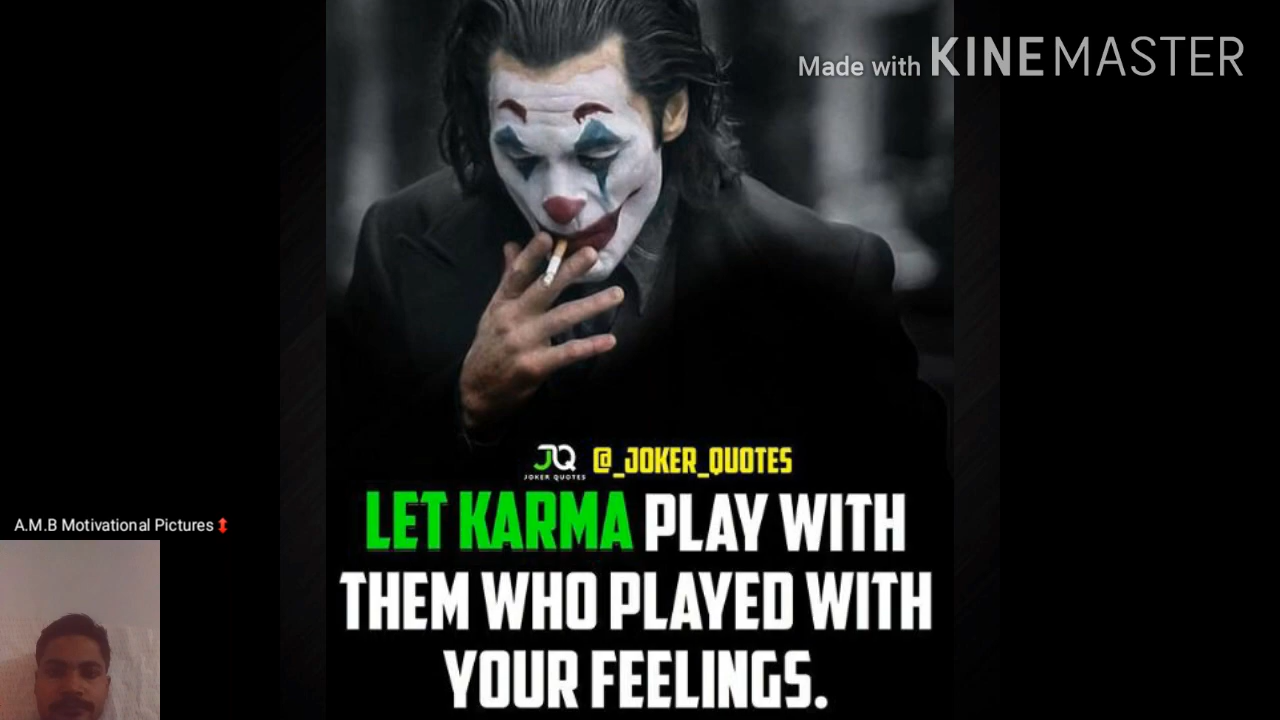 Made with KINEMASTER
JQ @_JOKER_QUOTES
JOKER QUOTES
LET KARMA PLAY WITH
THEM WHO PLAYED WITH
YOUR FEELINGS.
A.M.B Motivational Pictures